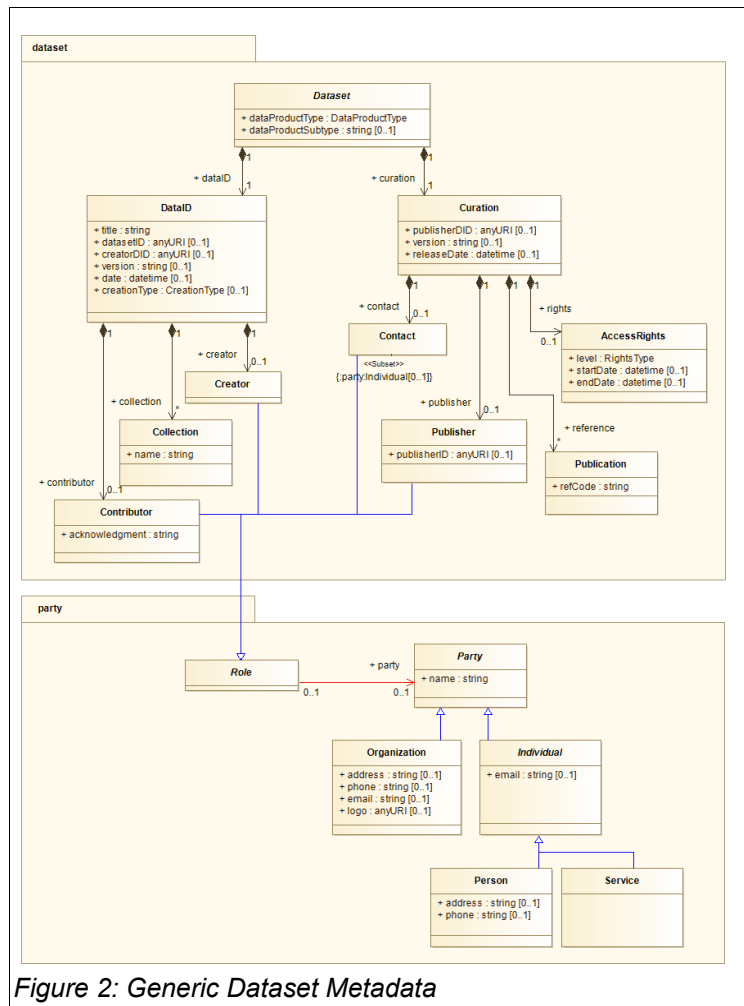 dataset
Dataset
+ dataProductType : DataProductType
+ dataProductSubtype : string [0..1]
1
1
+ dataID
1
+ curation
1
DataID
+ title : string
+ datasetID : anyURI [0..1]
+ creatorDID : anyURI [0..1]
+ version : string [0..1]
+ date : datetime [0..1]
+ creationType : CreationType [0..1]
Curation
+ publisherDID : anyURI [0..1]
+ version : string [0..1]
+ releaseDate : datetime [0..1]
1
1
1
1
1
1
1
+ creator
0..1
+ contact
0..1
+ rights
0..1
Creator
Contact
<<Subset>>
{:party:Individual[0..1]}
AccessRights
+ level : RightsType
+ startDate : datetime [0..1]
+ endDate : datetime [0..1]
+ collection
*
+ publisher
0..1
Collection
+ name : string
Publisher
+ publisherID : anyURI [0..1]
+ reference
*
Publication
+ refCode : string
+ contributor
0..1
Contributor
+ acknowledgment : string
party
Role
+ party
0..1
0..1
Party
+ name : string
Organization
+ address : string [0..1]
+ phone : string [0..1]
+ email : string [0..1]
+ logo : anyURI [0..1]
Individual
+ email : string [0..1]
Person
+ address : string [0..1]
+ phone : string [0..1]
Service
Figure 2: Generic Dataset Metadata